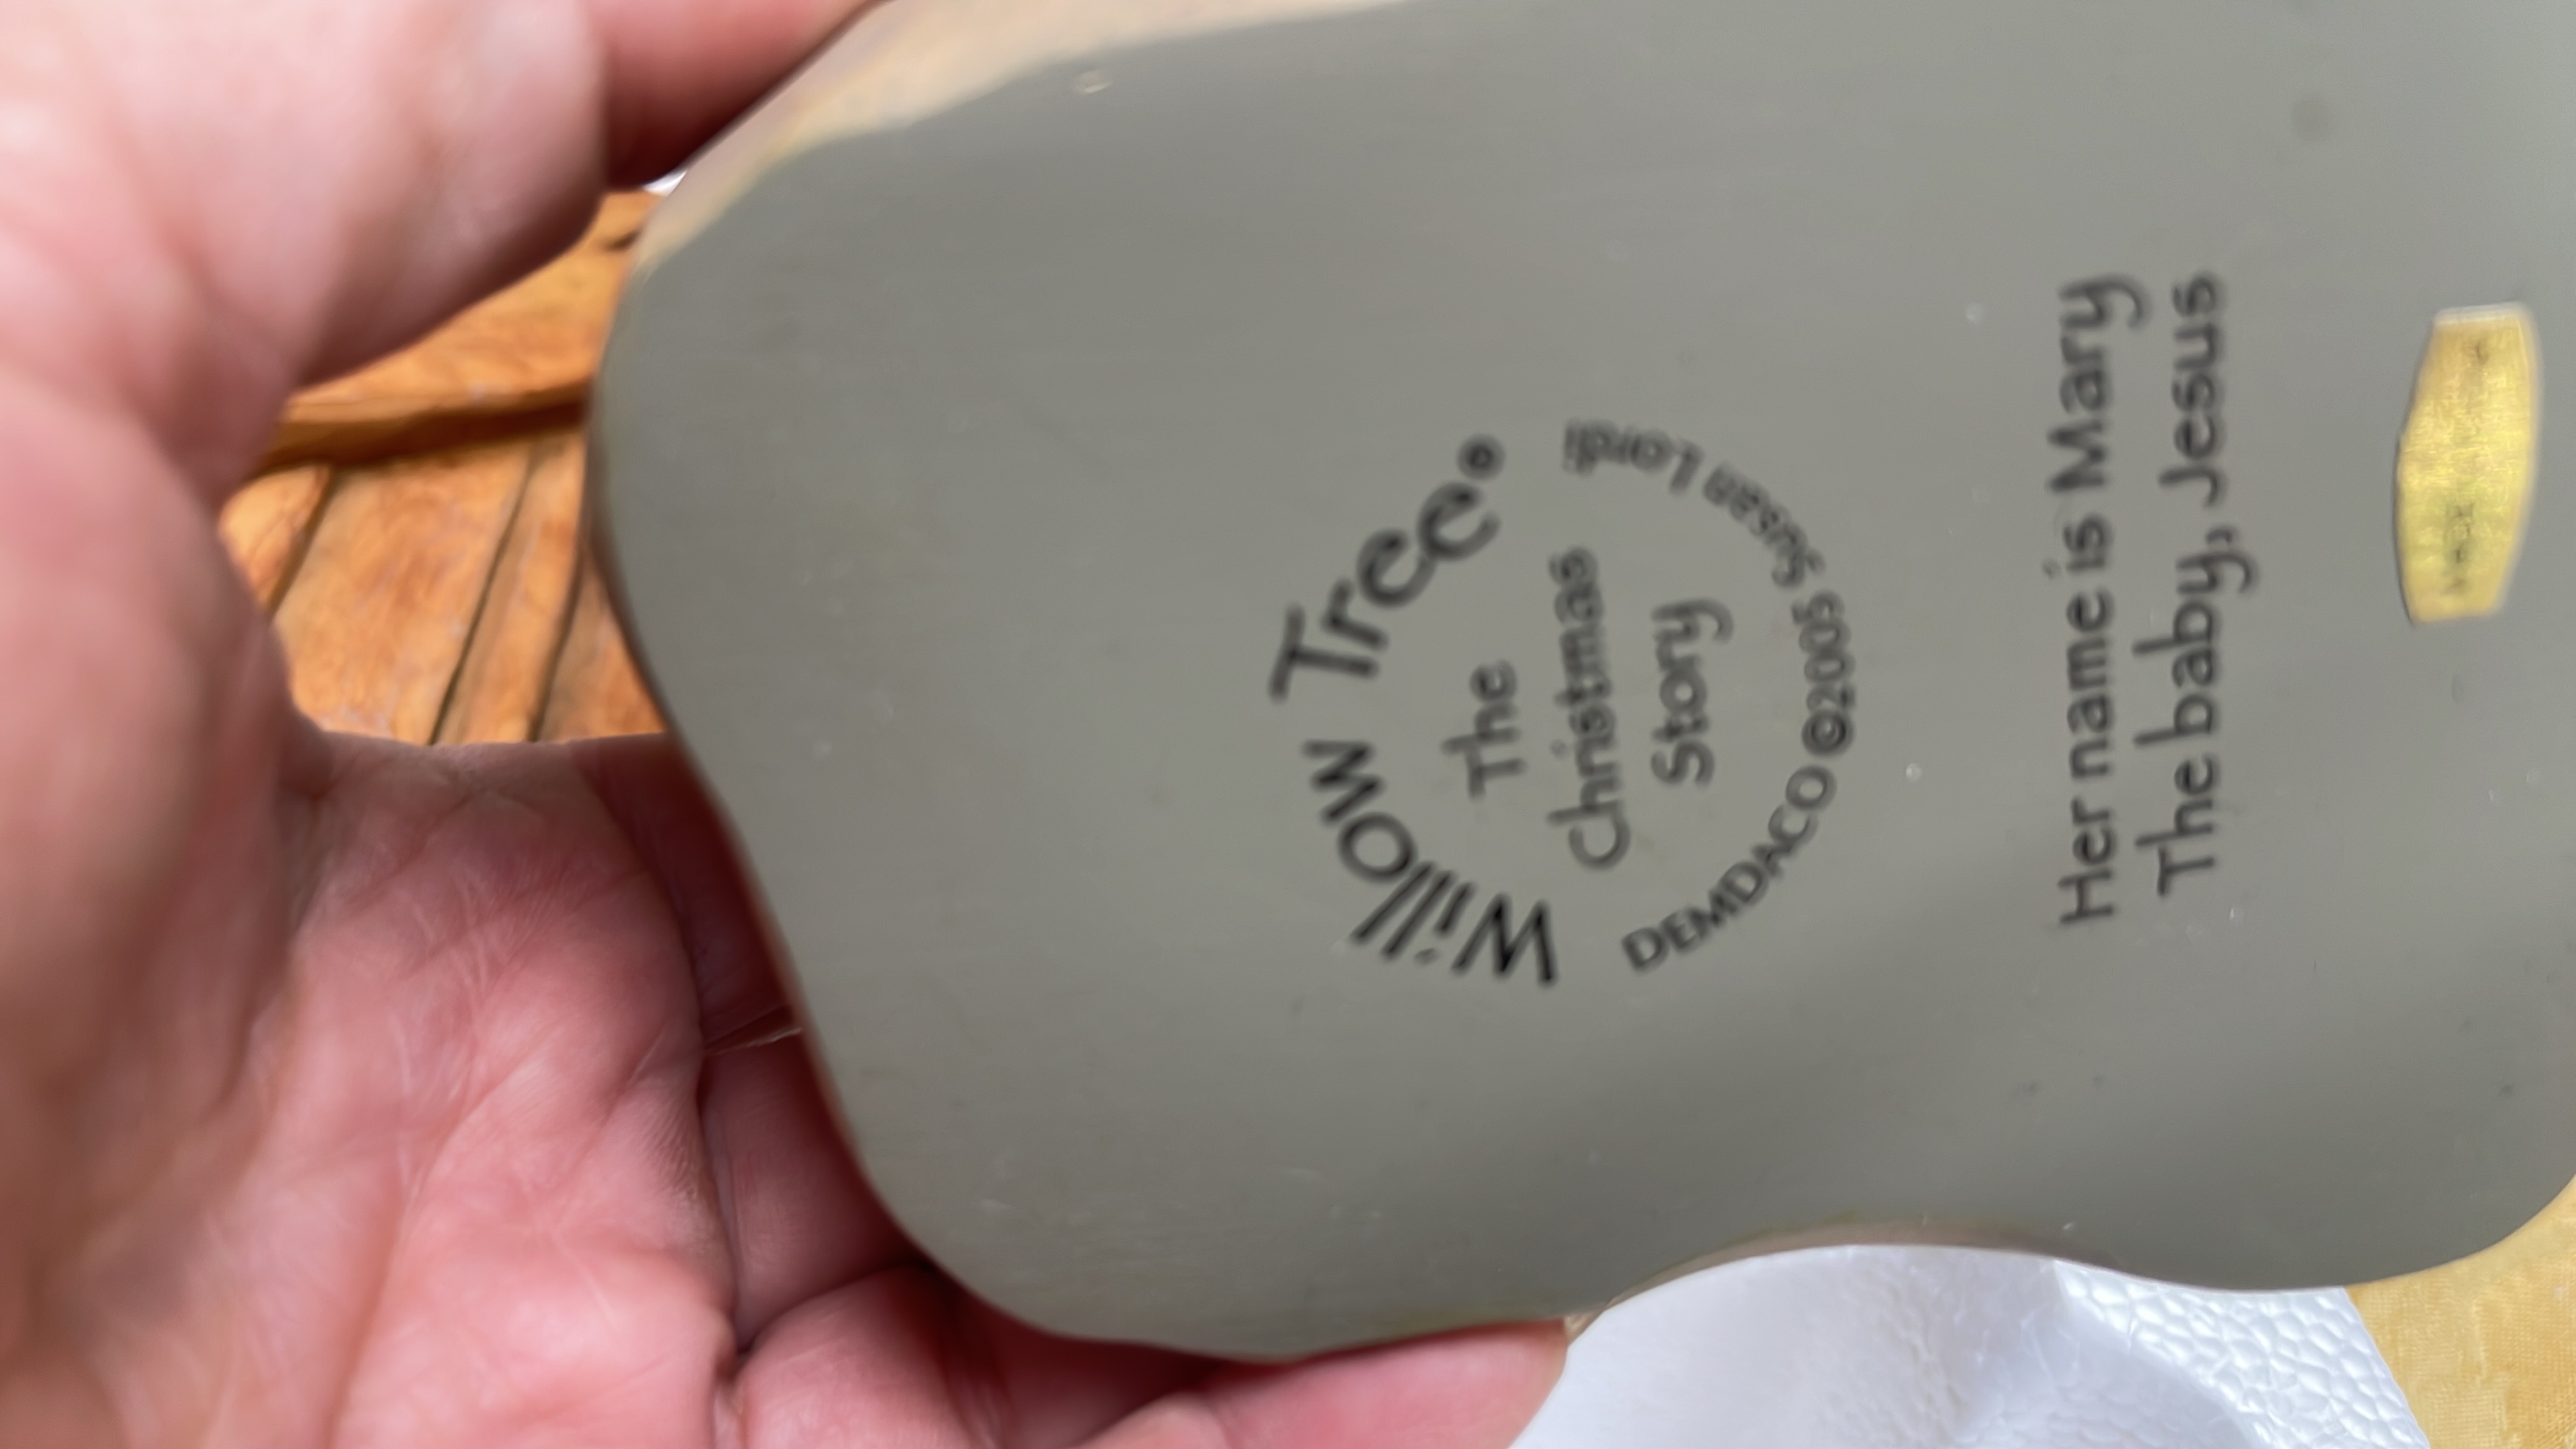 Willow Tree®
The
Christmas
Story
DEMDACO ©2005 Susan Lordi
Her name is Mary
The baby, Jesus